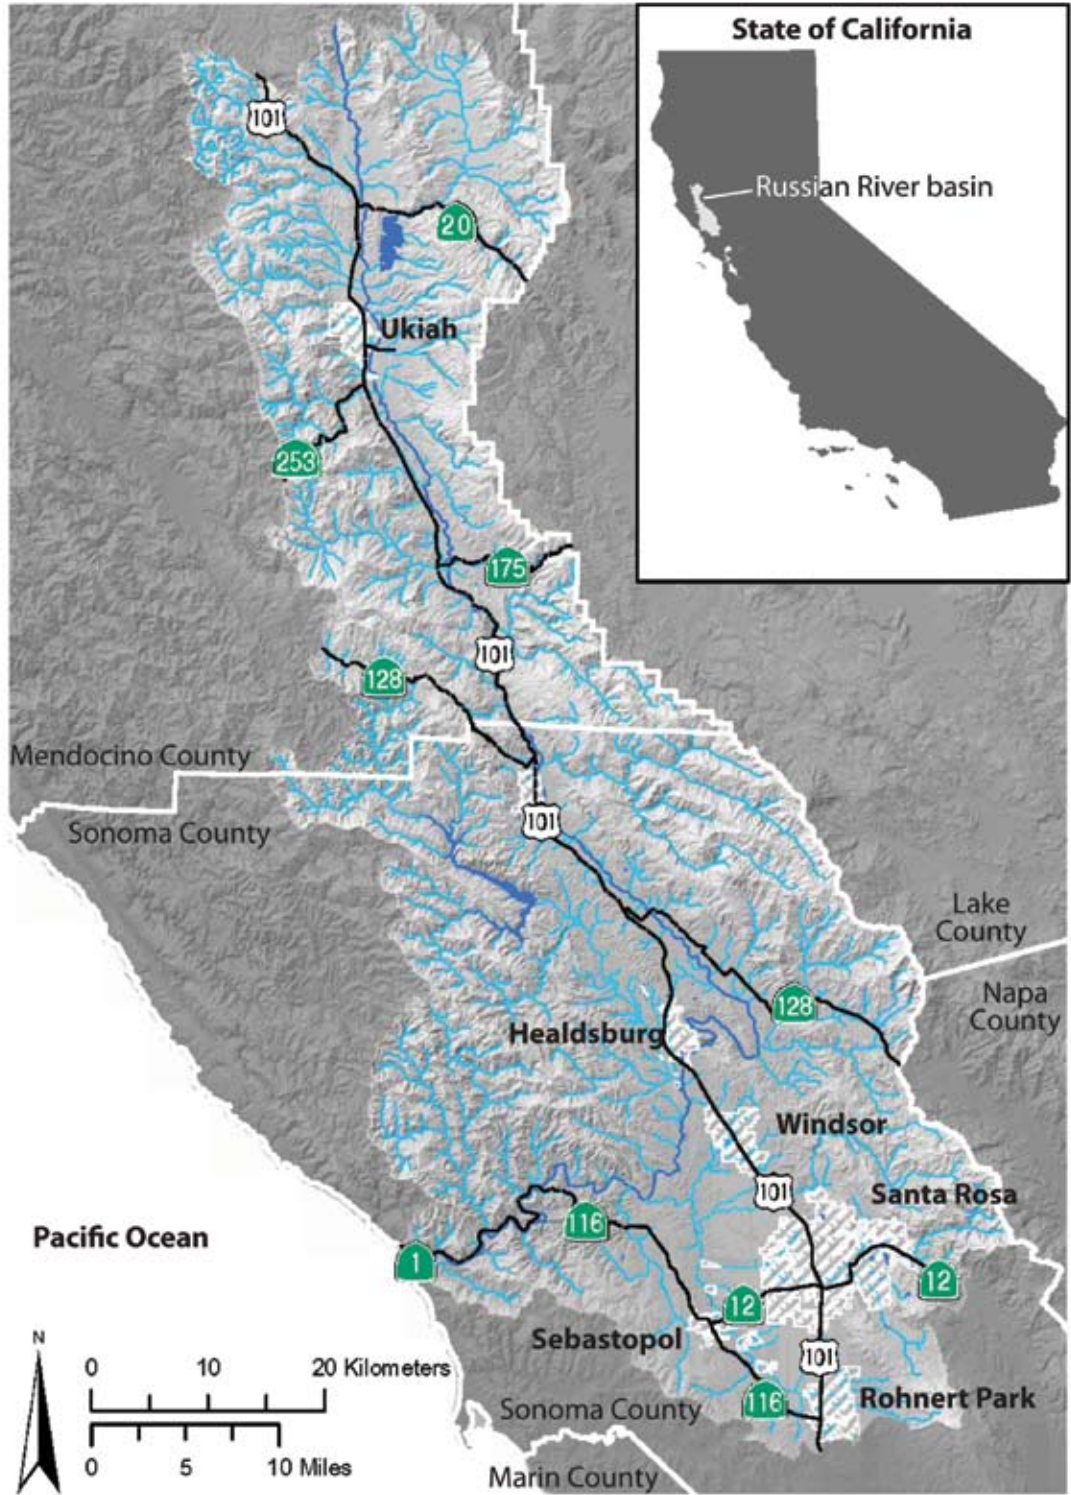 State of California
Russian River basin
101
20
Ukiah
253
175
101
128
Mendocino County
Sonoma County
101
Lake
County
Napa
County
128
Healdsburg
Windsor
101
Santa Rosa
Pacific Ocean
116
1
12
12
Sebastopol
101
116
Rohnert Park
Sonoma County
Marin County
N
0 10 20 Kilometers
0 5 10 Miles